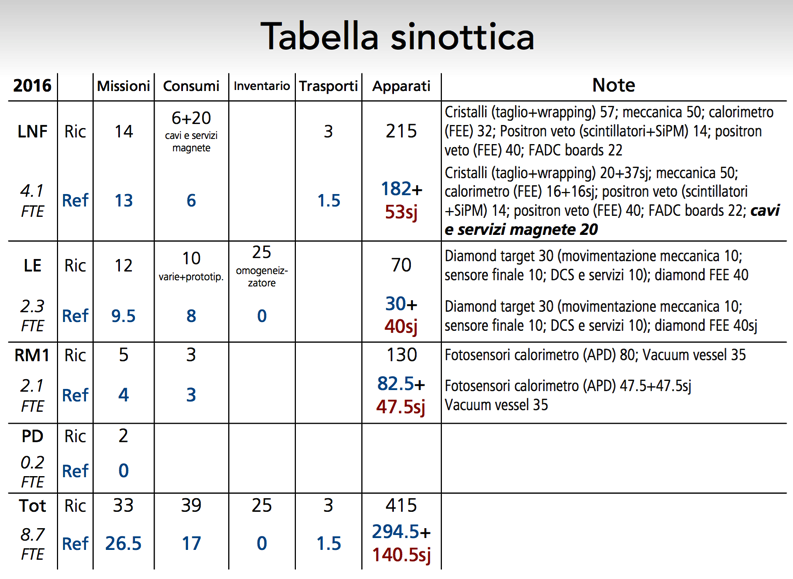 Tabella sinottica
2016 Missioni Consumi Inventario Trasporti Apparati Note
LNF Ric 14 6+20 cavi e servizi magnete 3 215
Cristalli (taglio+wrapping) 57; meccanica 50; calorimetro
(FEE) 32; Positron veto (scintillatori+SiPM) 14; positron
veto (FEE) 40; FADC boards 22
4.1 FTE Ref 13 6 1.5 182+ 53sj
Cristalli (taglio+wrapping) 20+37sj; meccanica 50;
calorimetro (FEE) 16+16sj; positron veto (scintillatori
+SiPM) 14; positron veto (FEE) 40; FADC boards 22; cavi
e servizi magnete 20
LE Ric 12 10 varie+prototip. 25 omogeneiz-zatore 70
Diamond target 30 (movimentazione meccanica 10;
sensore finale 10; DCS e servizi 10); diamond FEE 40
2.3 FTE Ref 9.5 8 0 30+ 40sj
Diamond target 30 (movimentazione meccanica 10;
sensore finale 10; DCS e servizi 10); diamond FEE 40sj
RM1 Ric 5 3 130 Fotosensori calorimetro (APD) 80; Vacuum vessel 35
2.1 FTE Ref 4 3 82.5+ 47.5sj
Fotosensori calorimetro (APD) 47.5+47.5sj
Vacuum vessel 35
PD Ric 2
0.2 FTE Ref 0
Tot Ric 33 39 25 3 415
8.7 FTE Ref 26.5 17 0 1.5 294.5+ 140.5sj